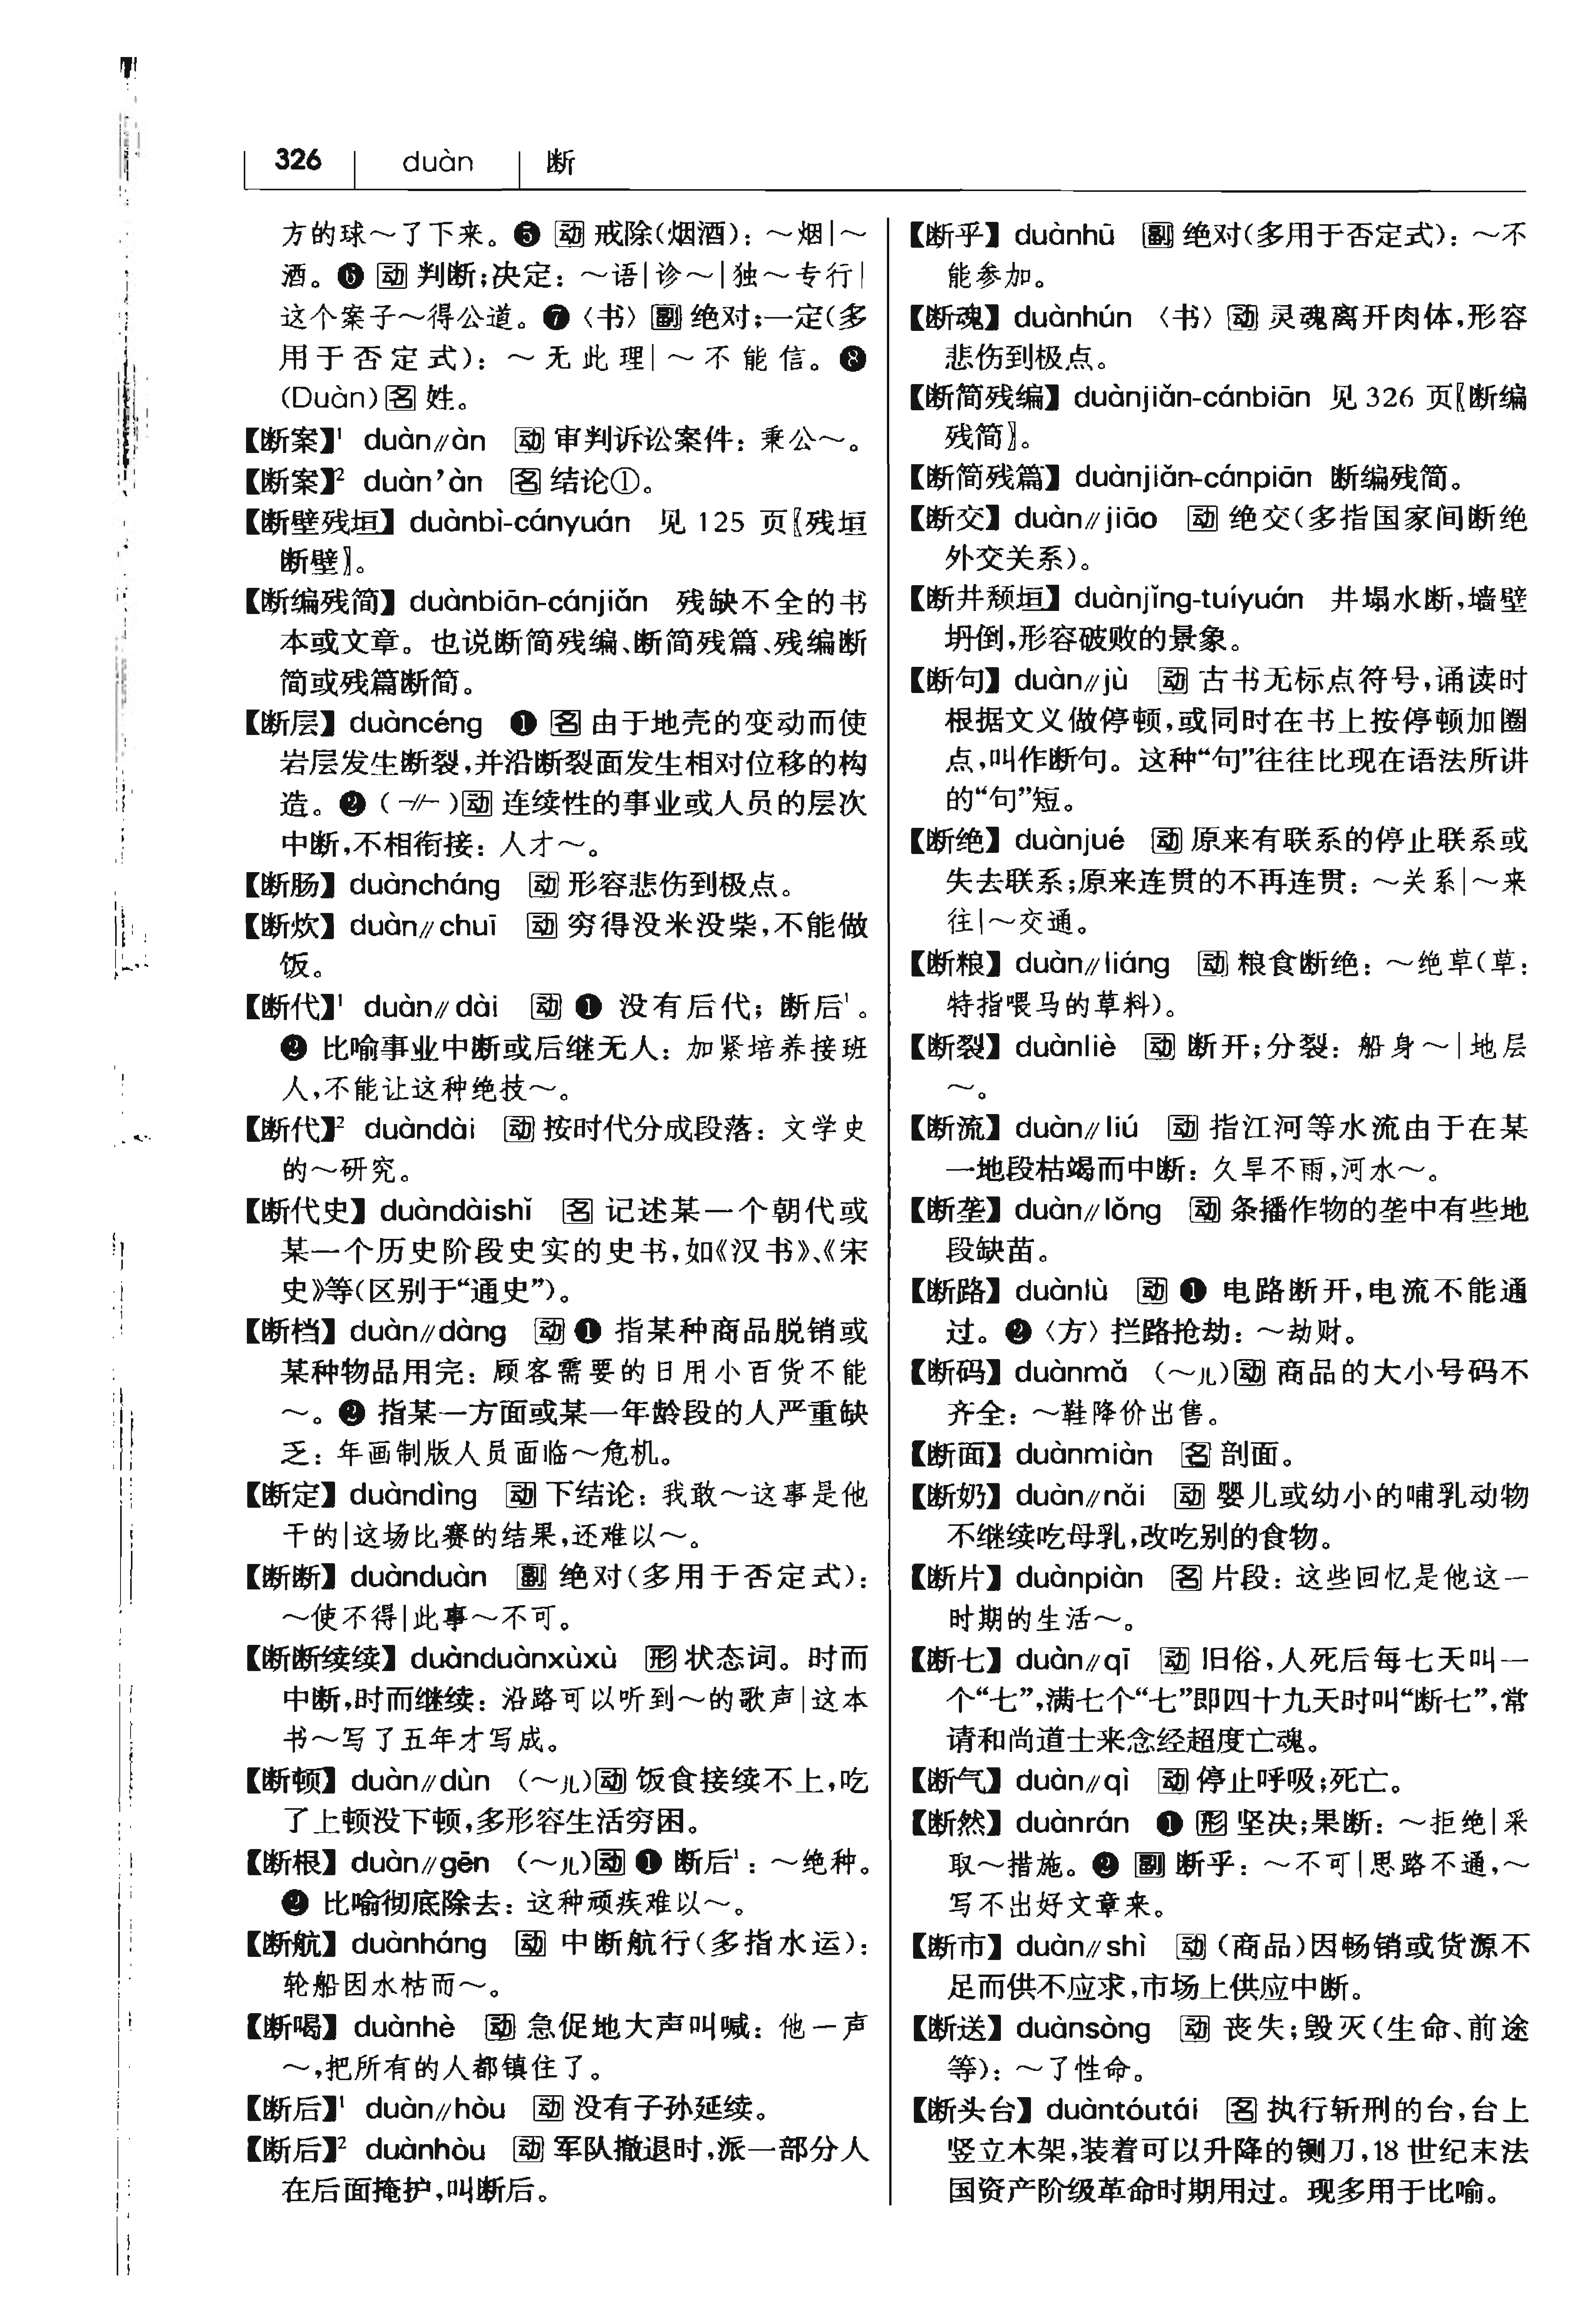 326 duàn 断
方的球～了下来。❺ 动 戒除(烟酒)：～烟|～
酒。❻ 动 判断;决定：～语|诊～|独～专行|
这个案子～得公道。❼〈书〉副 绝对;一定(多
用于否定式)：～无此理|～不能信。❽
(Duàn) 名 姓。
【断案】¹ duàn∥àn 动 审判诉讼案件：秉公～。
【断案】² duàn’àn 名 结论①。
【断壁残垣】duànbì-cányuán 见 125 页〖残垣
断壁〗。
【断编残简】duànbiān-cánjiǎn 残缺不全的书
本或文章。也说断简残编、断简残篇、残编断
简或残篇断简。
【断层】duàncéng ❶ 名 由于地壳的变动而使
岩层发生断裂,并沿断裂面发生相对位移的构
造。❷ (-∥-) 动 连续性的事业或人员的层次
中断,不相衔接：人才～。
【断肠】duàncháng 动 形容悲伤到极点。
【断炊】duàn∥chuī 动 穷得没米没柴,不能做
饭。
【断代】¹ duàn∥dài 动 ❶ 没有后代；断后¹。
❷ 比喻事业中断或后继无人：加紧培养接班
人,不能让这种绝技～。
【断代】² duàndài 动 按时代分成段落：文学史
的～研究。
【断代史】duàndàishǐ 名 记述某一个朝代或
某一个历史阶段史实的史书,如《汉书》、《宋
史》等(区别于“通史”)。
【断档】duàn∥dàng 动 ❶ 指某种商品脱销或
某种物品用完：顾客需要的日用小百货不能
～。❷ 指某一方面或某一年龄段的人严重缺
乏：年画制版人员面临～危机。
【断定】duàndìng 动 下结论：我敢～这事是他
干的|这场比赛的结果,还难以～。
【断断】duànduàn 副 绝对(多用于否定式)：
～使不得|此事～不可。
【断断续续】duànduànxùxù 形 状态词。时而
中断,时而继续：沿路可以听到～的歌声|这本
书～写了五年才写成。
【断顿】duàn∥dùn (～儿) 动 饭食接续不上,吃
了上顿没下顿,多形容生活穷困。
【断根】duàn∥gēn (～儿) 动 ❶ 断后¹：～绝种。
❷ 比喻彻底除去：这种顽疾难以～。
【断航】duànháng 动 中断航行(多指水运)：
轮船因水枯而～。
【断喝】duànhè 动 急促地大声叫喊：他一声
～,把所有的人都镇住了。
【断后】¹ duàn∥hòu 动 没有子孙延续。
【断后】² duànhòu 动 军队撤退时,派一部分人
在后面掩护,叫断后。
【断乎】duànhū 副 绝对(多用于否定式)：～不
能参加。
【断魂】duànhún 〈书〉动 灵魂离开肉体,形容
悲伤到极点。
【断简残编】duànjiǎn-cánbiān 见 326 页〖断编
残简〗。
【断简残篇】duànjiǎn-cánpiān 断编残简。
【断交】duàn∥jiāo 动 绝交(多指国家间断绝
外交关系)。
【断井颓垣】duànjǐng-tuíyuán 井塌水断,墙壁
坍倒,形容破败的景象。
【断句】duàn∥jù 动 古书无标点符号,诵读时
根据文义做停顿,或同时在书上按停顿加圈
点,叫作断句。这种“句”往往比现在语法所讲
的“句”短。
【断绝】duànjué 动 原来有联系的停止联系或
失去联系;原来连贯的不再连贯：～关系|～来
往|～交通。
【断粮】duàn∥liáng 动 粮食断绝：～绝草(草：
特指喂马的草料)。
【断裂】duànliè 动 断开;分裂：船身～|地层
～。
【断流】duàn∥liú 动 指江河等水流由于在某
一地段枯竭而中断：久旱不雨,河水～。
【断垄】duàn∥lǒng 动 条播作物的垄中有些地
段缺苗。
【断路】duànlù 动 ❶ 电路断开,电流不能通
过。❷〈方〉拦路抢劫：～劫财。
【断码】duànmǎ (～儿) 动 商品的大小号码不
齐全：～鞋降价出售。
【断面】duànmiàn 名 剖面。
【断奶】duàn∥nǎi 动 婴儿或幼小的哺乳动物
不继续吃母乳,改吃别的食物。
【断片】duànpiàn 名 片段：这些回忆是他这一
时期的生活～。
【断七】duàn∥qī 动 旧俗,人死后每七天叫一
个“七”,满七个“七”即四十九天时叫“断七”,常
请和尚道士来念经超度亡魂。
【断气】duàn∥qì 动 停止呼吸;死亡。
【断然】duànrán ❶ 形 坚决;果断：～拒绝|采
取～措施。❷ 副 断乎：～不可|思路不通,～
写不出好文章来。
【断市】duàn∥shì 动 (商品)因畅销或货源不
足而供不应求,市场上供应中断。
【断送】duànsòng 动 丧失;毁灭(生命、前途
等)：～了性命。
【断头台】duàntóutái 名 执行斩刑的台,台上
竖立木架,装着可以升降的铡刀,18 世纪末法
国资产阶级革命时期用过。现多用于比喻。